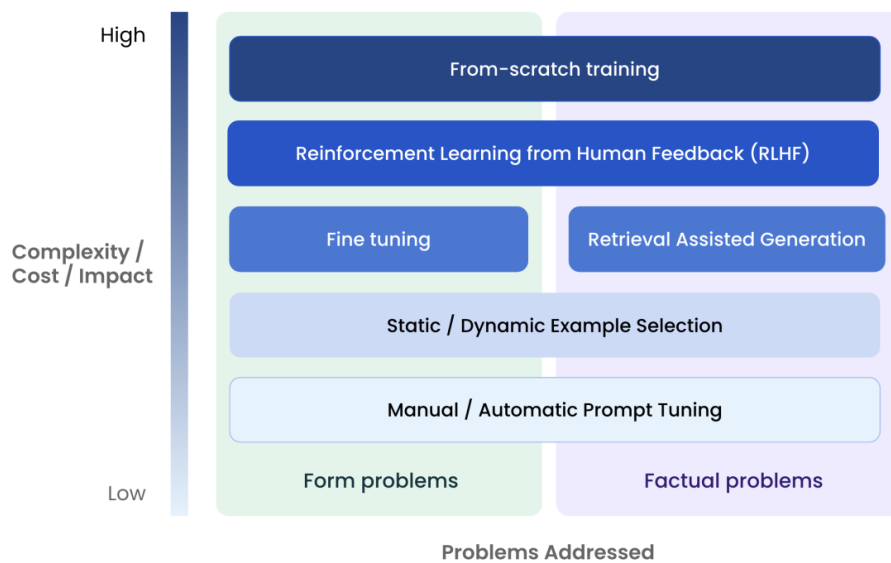 High
From-scratch training
Reinforcement Learning from Human Feedback (RLHF)
Fine tuning
Retrieval Assisted Generation
Complexity /
Cost / Impact
Static / Dynamic Example Selection
Manual / Automatic Prompt Tuning
Low
Form problems
Factual problems
Problems Addressed